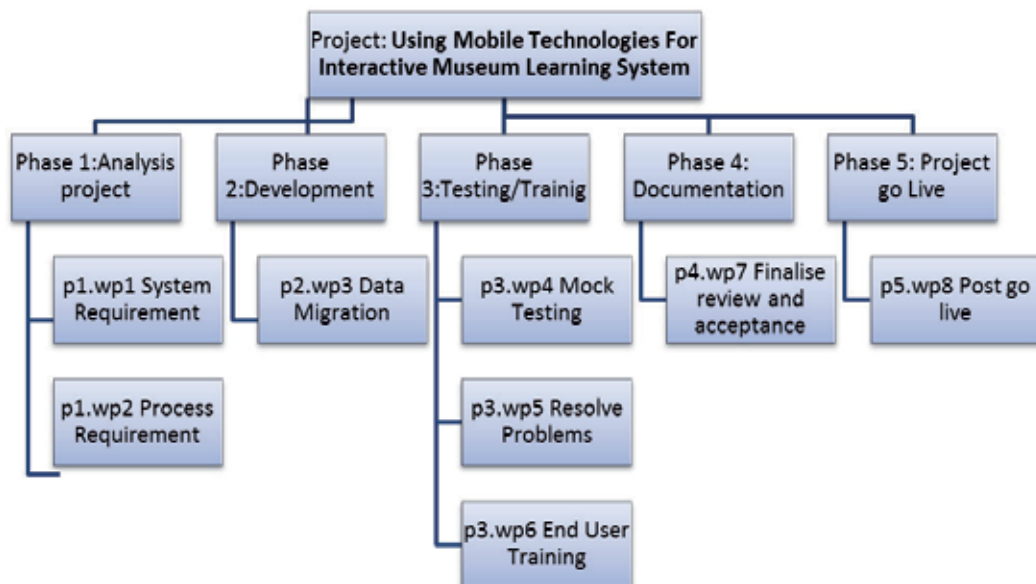 Project: Using Mobile Technologies For
Interactive Museum Learning System
Phase 1:Analysis
project
Phase
2:Development
Phase
3:Testing/Trainig
Phase 4:
Documentation
Phase 5: Project
go Live
p1.wp1 System
Requirement
p2.wp3 Data
Migration
p3.wp4 Mock
Testing
p4.wp7 Finalise
review and
acceptance
p5.wp8 Post go
live
p1.wp2 Process
Requirement
p3.wp5 Resolve
Problems
p3.wp6 End User
Training